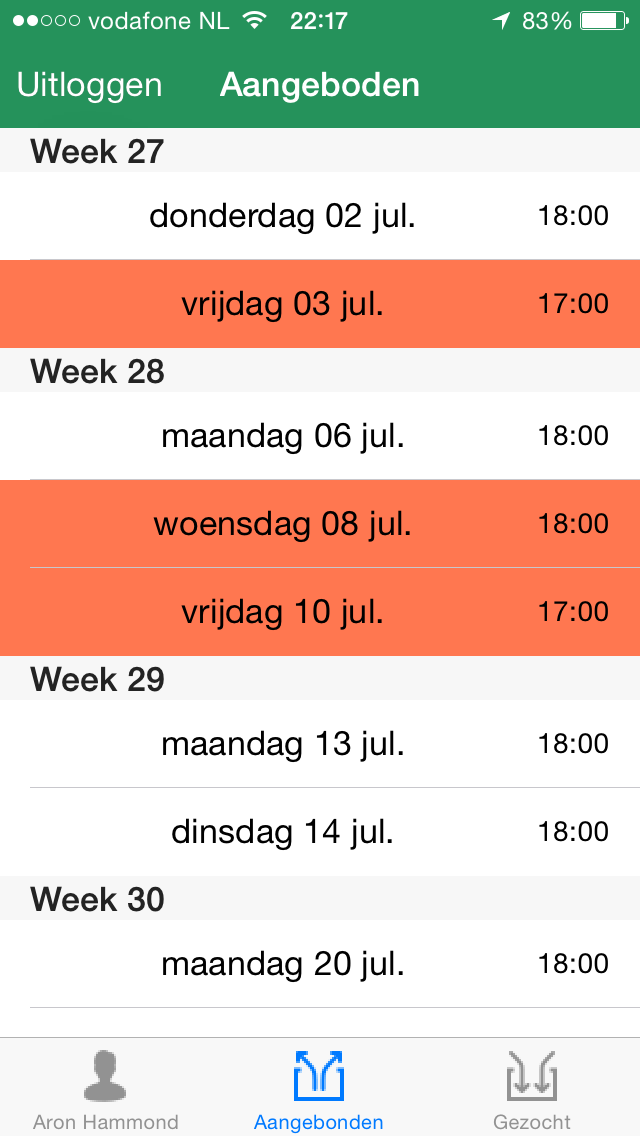 vodafone NL 22:17 83%
Uitloggen Aangeboden
Week 27
donderdag 02 jul. 18:00
vrijdag 03 jul. 17:00
Week 28
maandag 06 jul. 18:00
woensdag 08 jul. 18:00
vrijdag 10 jul. 17:00
Week 29
maandag 13 jul. 18:00
dinsdag 14 jul. 18:00
Week 30
maandag 20 jul. 18:00
Aron Hammond Aangebonden Gezocht